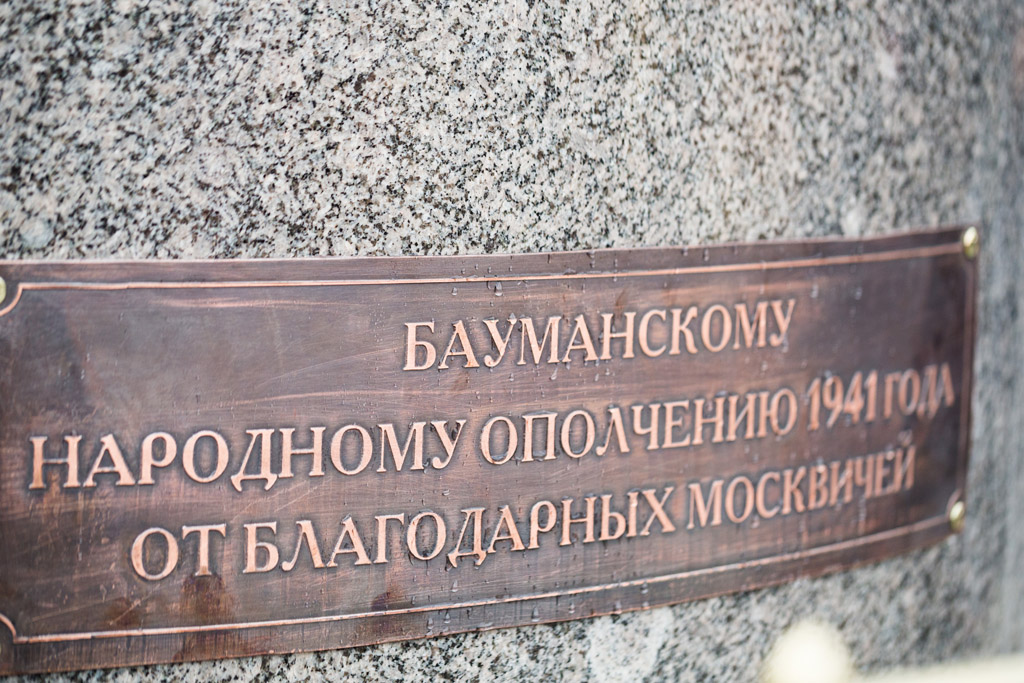 БАУМАНСКОМУ
НАРОДНОМУ ОПОЛЧЕНИЮ 1941 ГОДА
ОТ БЛАГОДАРНЫХ МОСКВИЧЕЙ